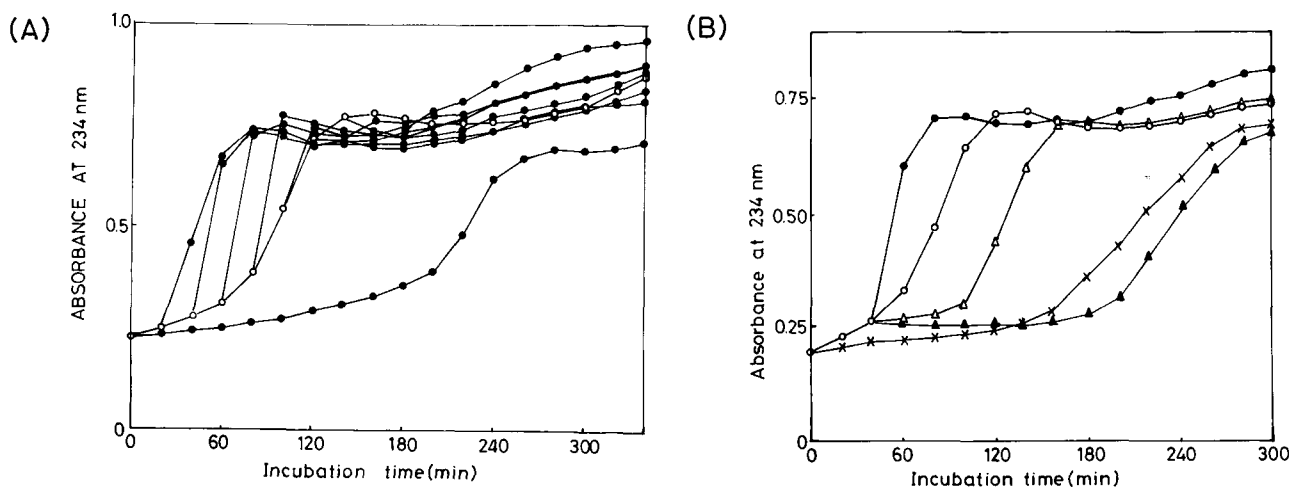 (A)
ABSORBANCE AT 234 nm
1.0
0.5
0
0 60 120 180 240 300
Incubation time(min)
(B)
Absorbance at 234 nm
0.75
0.50
0.25
0
0 60 120 180 240 300
Incubation time(min)